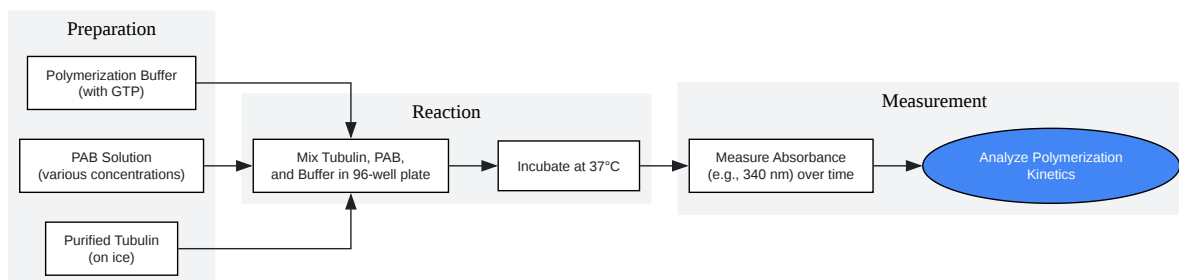 Preparation
Polymerization Buffer
(with GTP)
PAB Solution
(various concentrations)
Purified Tubulin
(on ice)
Reaction
Mix Tubulin, PAB,
and Buffer in 96-well plate
Incubate at 37°C
Measurement
Measure Absorbance
(e.g., 340 nm) over time
Analyze Polymerization
Kinetics